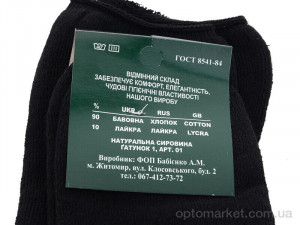 ГОСТ 8541-84
ВІДМІННИЙ СКЛАД
ЗАБЕЗПЕЧУЄ КОМФОРТ, ЕЛЕГАНТНІСТЬ,
ЧУДОВІ ГІГІЄНІЧНІ ВЛАСТИВОСТІ
НАШОГО ВИРОБУ
% UKR RUS GB
90 БАВОВНА ХЛОПОК COTTON
10 ЛАЙКРА ЛАЙКРА LYCRA
НАТУРАЛЬНА СИРОВИНА
ГАТУНОК 1, АРТ. 01
Виробник: ФОП Бабісенко А.М.
м. Житомир, вул. Клосовського, буд. 2
тел.: 067-412-73-72
optomarket.com.ua